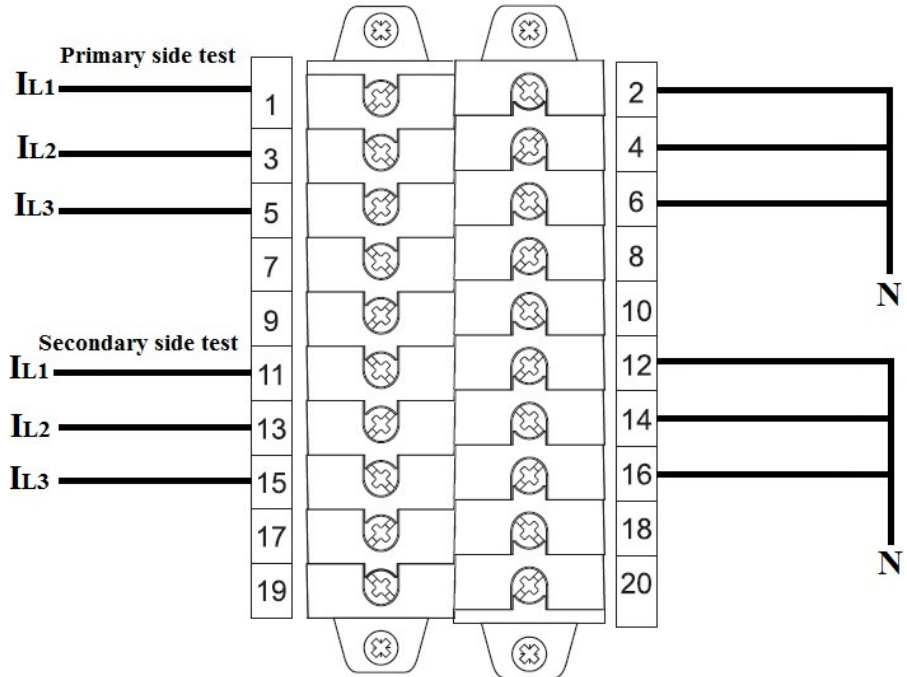 Primary side test
IL1 1 2
IL2 3 4
IL3 5 6
7 8
N
9 10
Secondary side test
IL1 11 12
IL2 13 14
IL3 15 16
17 18
N
19 20